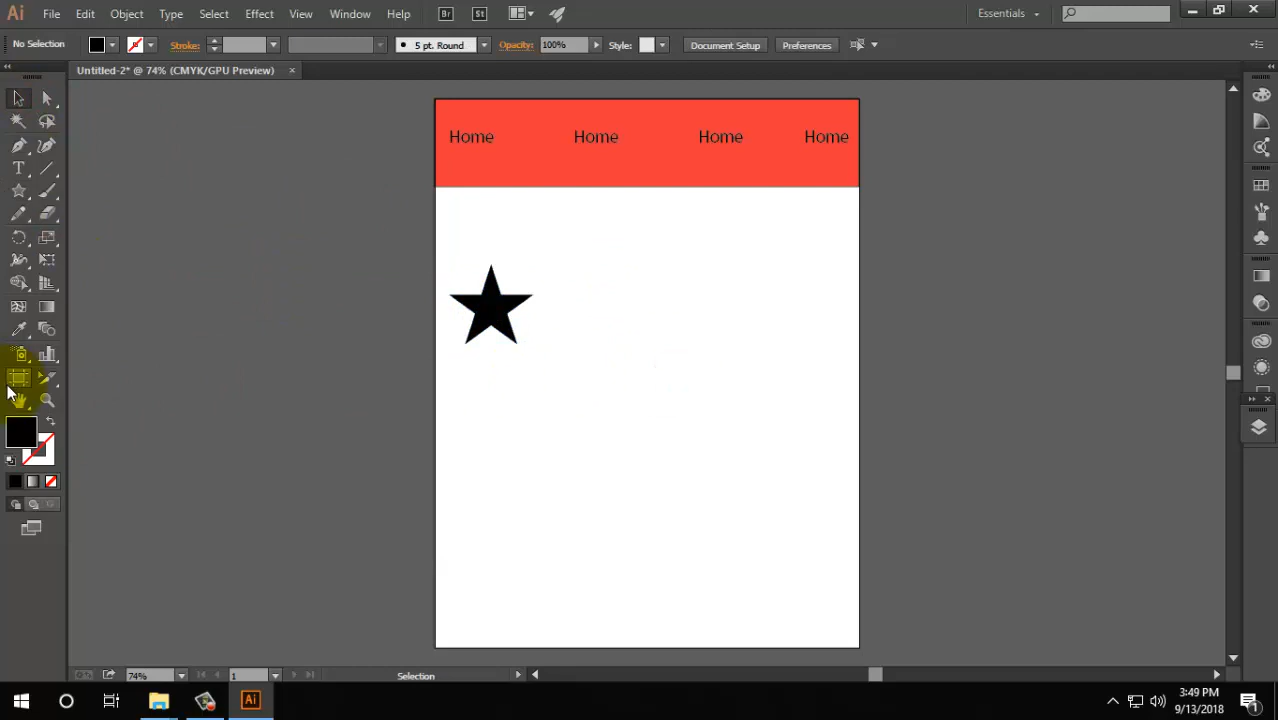 Ai File Edit Object Type Select Effect View Window Help Br St Essentials
No Selection Stroke: 5 pt. Round Opacity: 100% Style: Document Setup Preferences
Untitled-2* @ 74% (CMYK/GPU Preview)
Home Home Home Home
74% 1 Selection
Ai
3:49 PM
9/13/2018
1